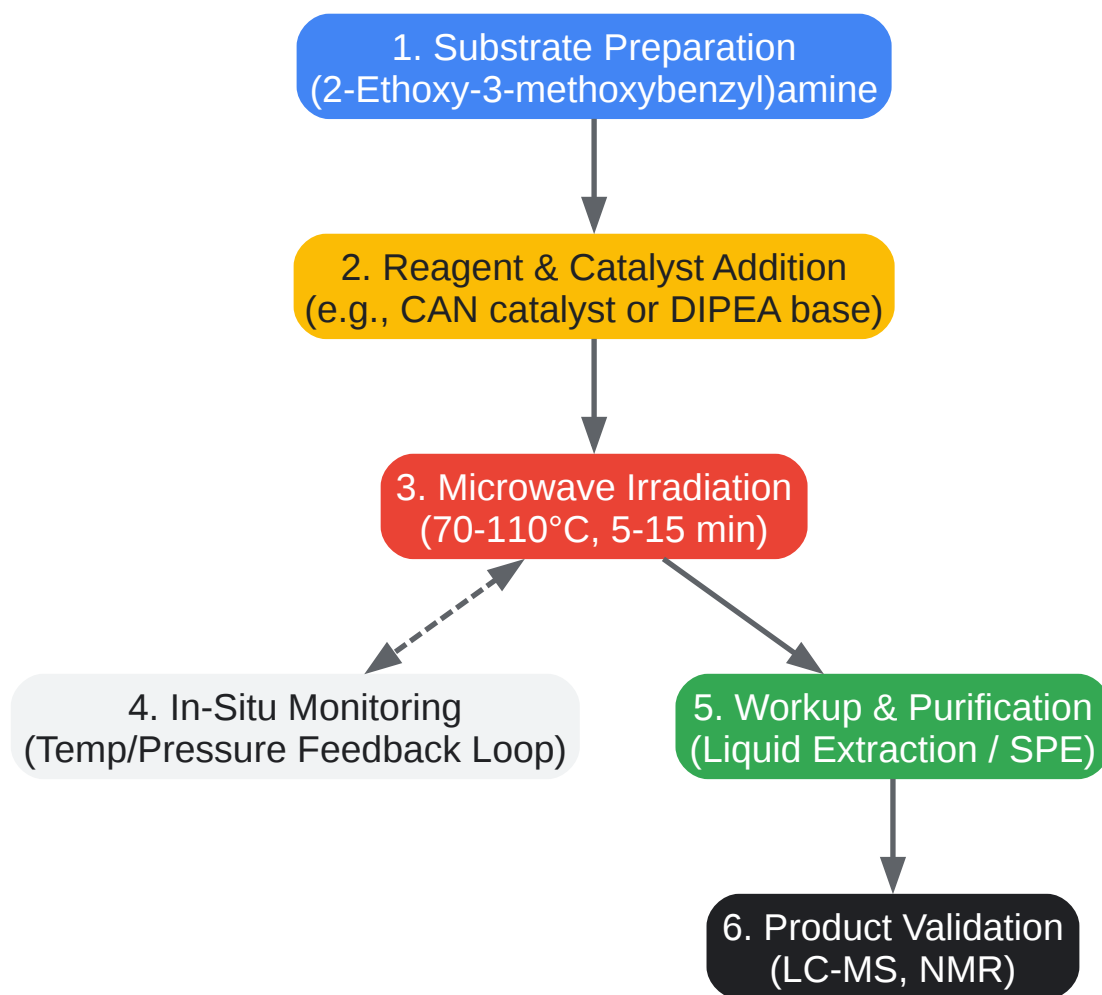 1. Substrate Preparation
(2-Ethoxy-3-methoxybenzyl)amine
2. Reagent & Catalyst Addition
(e.g., CAN catalyst or DIPEA base)
3. Microwave Irradiation
(70-110°C, 5-15 min)
4. In-Situ Monitoring
(Temp/Pressure Feedback Loop)
5. Workup & Purification
(Liquid Extraction / SPE)
6. Product Validation
(LC-MS, NMR)